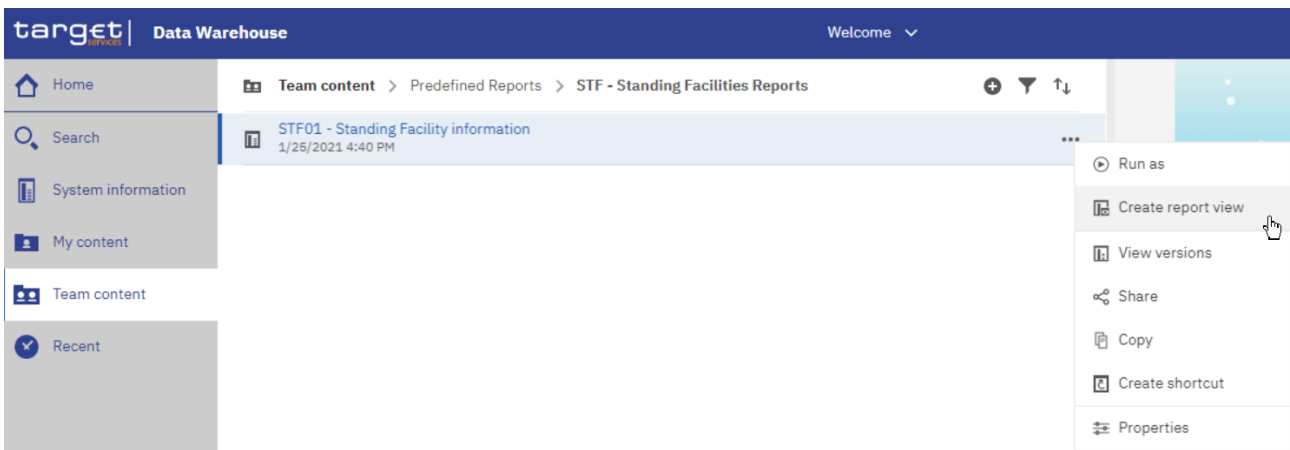 target services | Data Warehouse Welcome
Home
Team content > Predefined Reports > STF - Standing Facilities Reports
Search
STF01 - Standing Facility information
1/25/2021 4:40 PM
Run as
System information
Create report view
My content
View versions
Team content
Share
Recent
Copy
Create shortcut
Properties